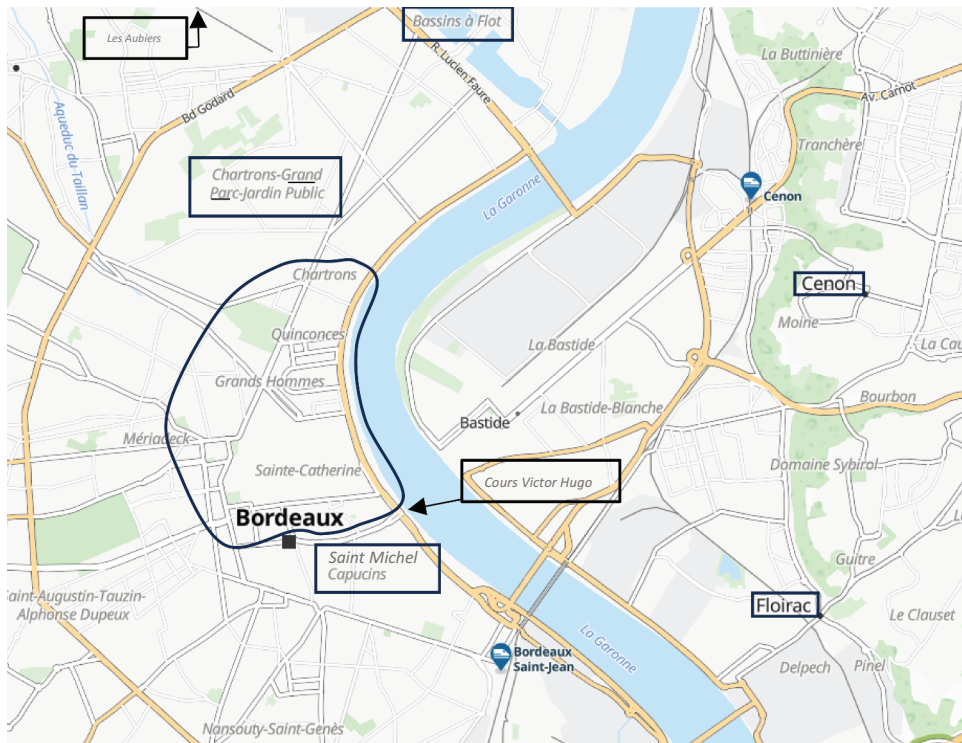 Bassins à Flot
Les Aubiers
R. Lucien Faure
La Buttinière
Bd Godard
Av. Carnot
Aqueduc du Taillan
Tranchère
Chartrons-Grand
Parc-Jardin Public
La Garonne
Cenon
Chartrons
Cenon
Moine
Quinconces
La Bastide
La Cau
Grands Hommes
Bourbon
La Bastide-Blanche
Bastide
Mériadeck
Sainte-Catherine
Domaine Sybirol
Cours Victor Hugo
Bordeaux
Saint Michel
Capucins
Guitre
Saint-Augustin-Tauzin-
Alphonse Dupeux
Floirac
Le Clauset
La Garonne
Bordeaux
Saint-Jean
Delpech
Pinel
Nansouty-Saint-Genès